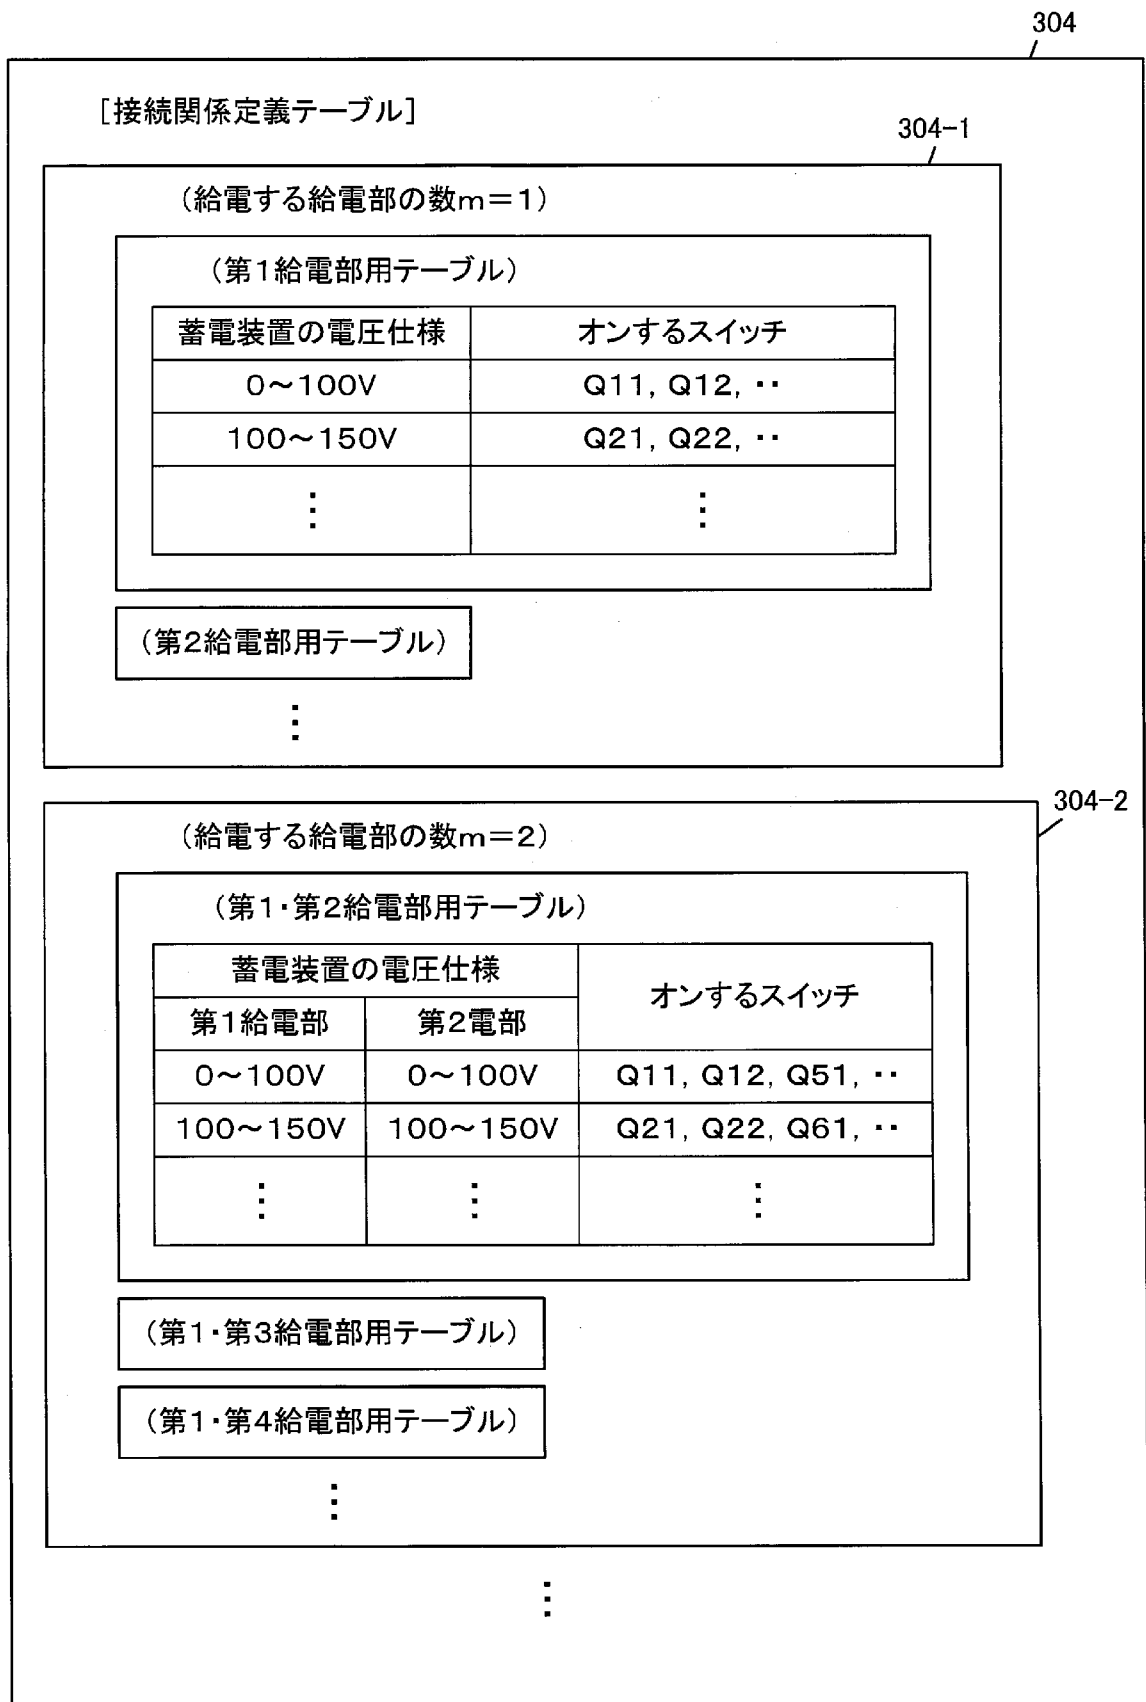 304
[接続関係定義テーブル]
304-1
(給電する給電部の数m=1)
(第1給電部用テーブル)
蓄電装置の電圧仕様 オンするスイッチ
0~100V Q11, Q12, ‥
100~150V Q21, Q22, ‥
⋮ ⋮
(第2給電部用テーブル)
⋮
304-2
(給電する給電部の数m=2)
(第1・第2給電部用テーブル)
蓄電装置の電圧仕様 オンするスイッチ
第1給電部 第2電部
0~100V 0~100V Q11, Q12, Q51, ‥
100~150V 100~150V Q21, Q22, Q61, ‥
⋮ ⋮ ⋮
(第1・第3給電部用テーブル)
(第1・第4給電部用テーブル)
⋮
⋮